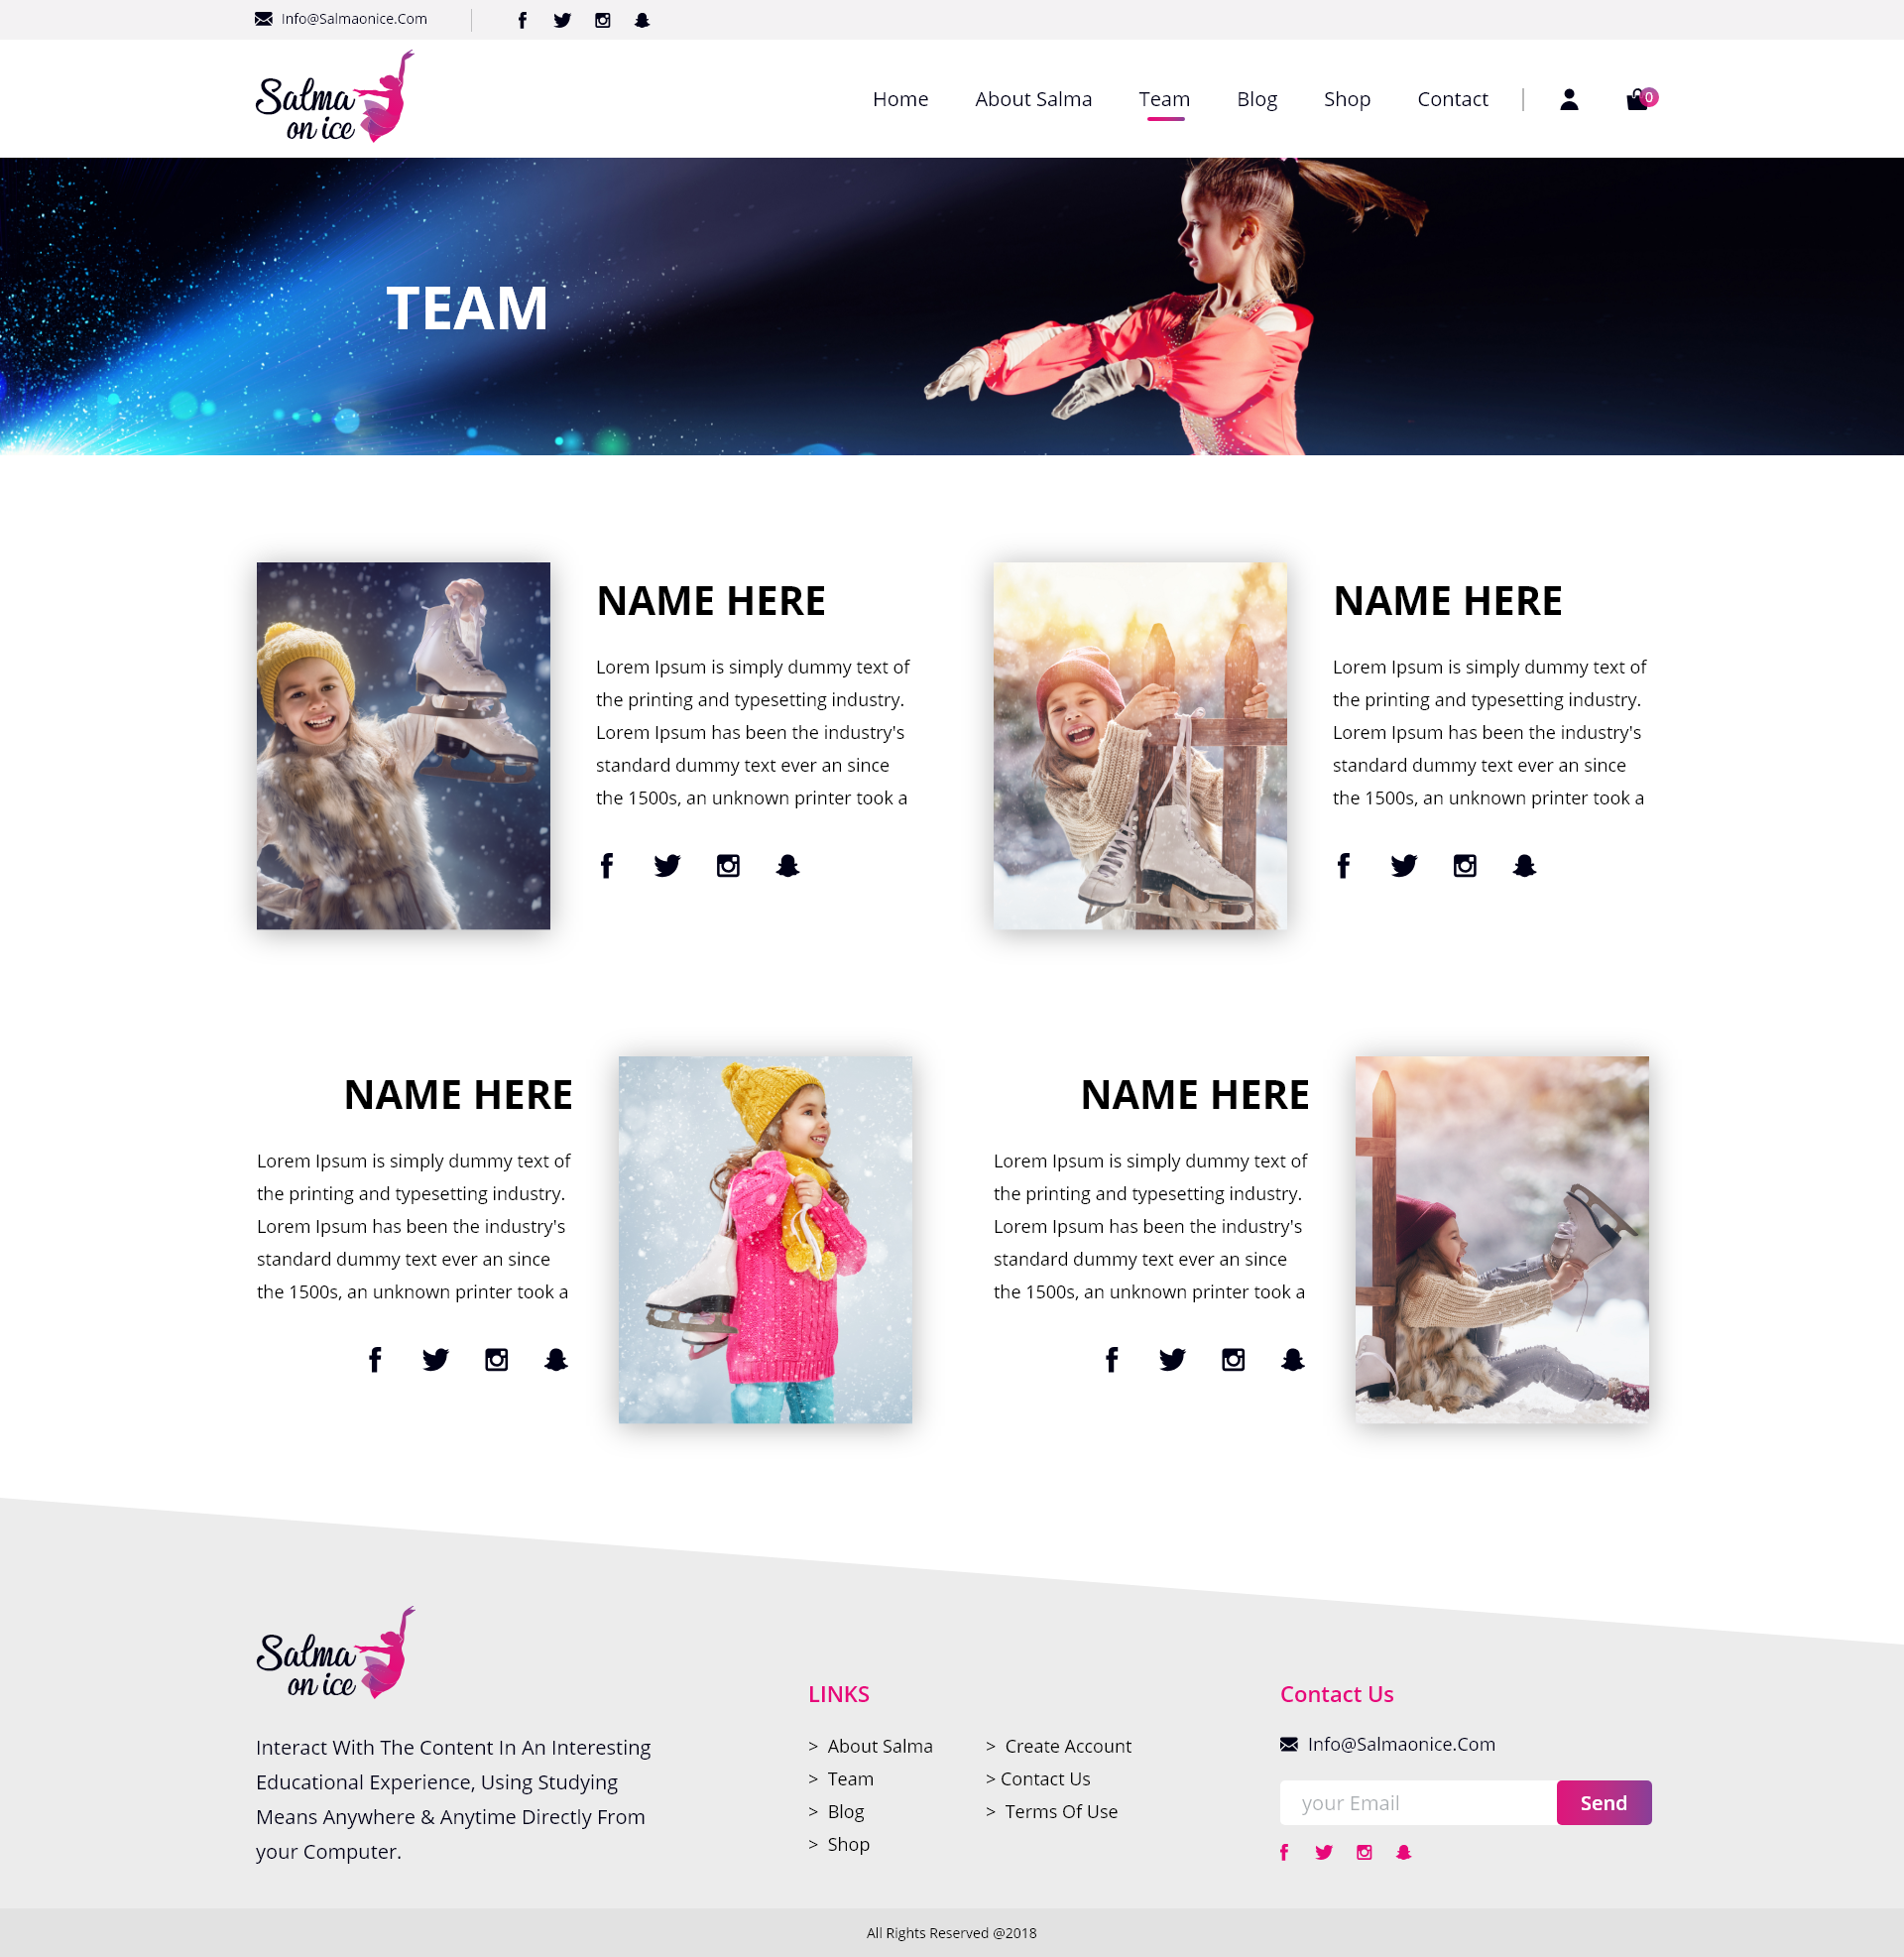 Info@Salmaonice.Com
Salma
on ice
Home About Salma Team Blog Shop Contact 0
TEAM
NAME HERE
Lorem Ipsum is simply dummy text of
the printing and typesetting industry.
Lorem Ipsum has been the industry's
standard dummy text ever an since
the 1500s, an unknown printer took a
NAME HERE
Lorem Ipsum is simply dummy text of
the printing and typesetting industry.
Lorem Ipsum has been the industry's
standard dummy text ever an since
the 1500s, an unknown printer took a
NAME HERE
Lorem Ipsum is simply dummy text of
the printing and typesetting industry.
Lorem Ipsum has been the industry's
standard dummy text ever an since
the 1500s, an unknown printer took a
NAME HERE
Lorem Ipsum is simply dummy text of
the printing and typesetting industry.
Lorem Ipsum has been the industry's
standard dummy text ever an since
the 1500s, an unknown printer took a
Salma
on ice
Interact With The Content In An Interesting
Educational Experience, Using Studying
Means Anywhere & Anytime Directly From
your Computer.
LINKS
> About Salma
> Team
> Blog
> Shop
> Create Account
> Contact Us
> Terms Of Use
Contact Us
Info@Salmaonice.Com
your Email Send
All Rights Reserved @2018